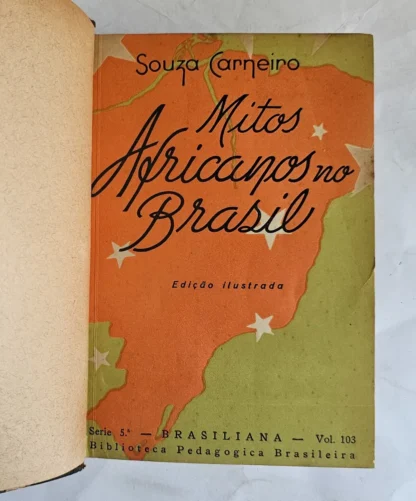 Souza Carneiro
Mitos
Africanos no
Brasil
Edição ilustrada
Serie 5.ª — BRASILIANA — Vol. 103
Biblioteca Pedagogica Brasileira